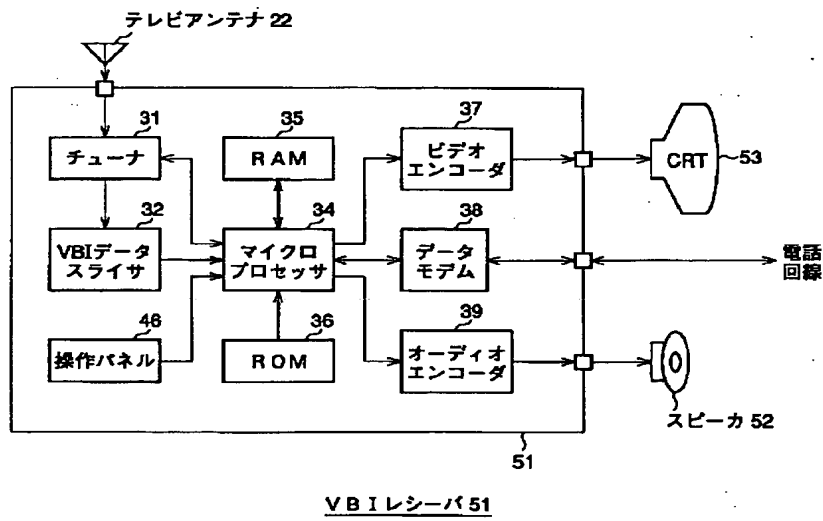 テレビアンテナ 22
31
チューナ
35
RAM
37
ビデオ
エンコーダ
CRT
53
32
VBIデータ
スライサ
34
マイクロ
プロセッサ
38
データ
モデム
電話
回線
46
操作パネル
36
ROM
39
オーディオ
エンコーダ
スピーカ 52
51
VBIレシーバ 51